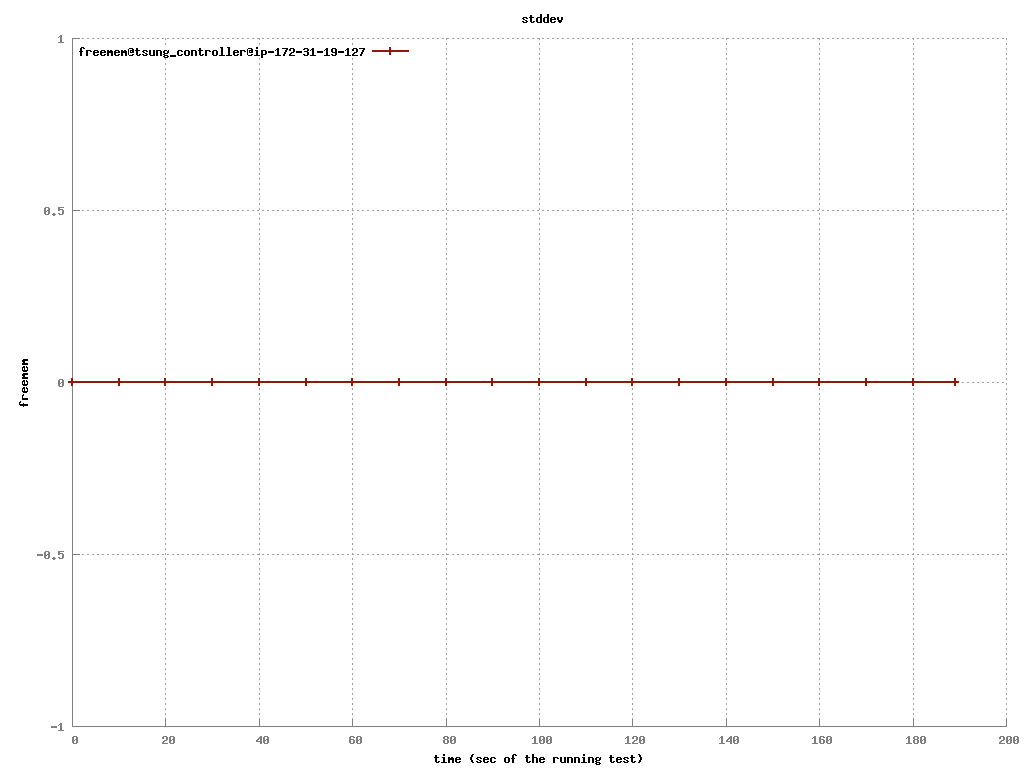 stddev
freemem@tsung_controller@ip-172-31-19-127
1
0.5
0
-0.5
-1
freemem
0 20 40 60 80 100 120 140 160 180 200
time (sec of the running test)